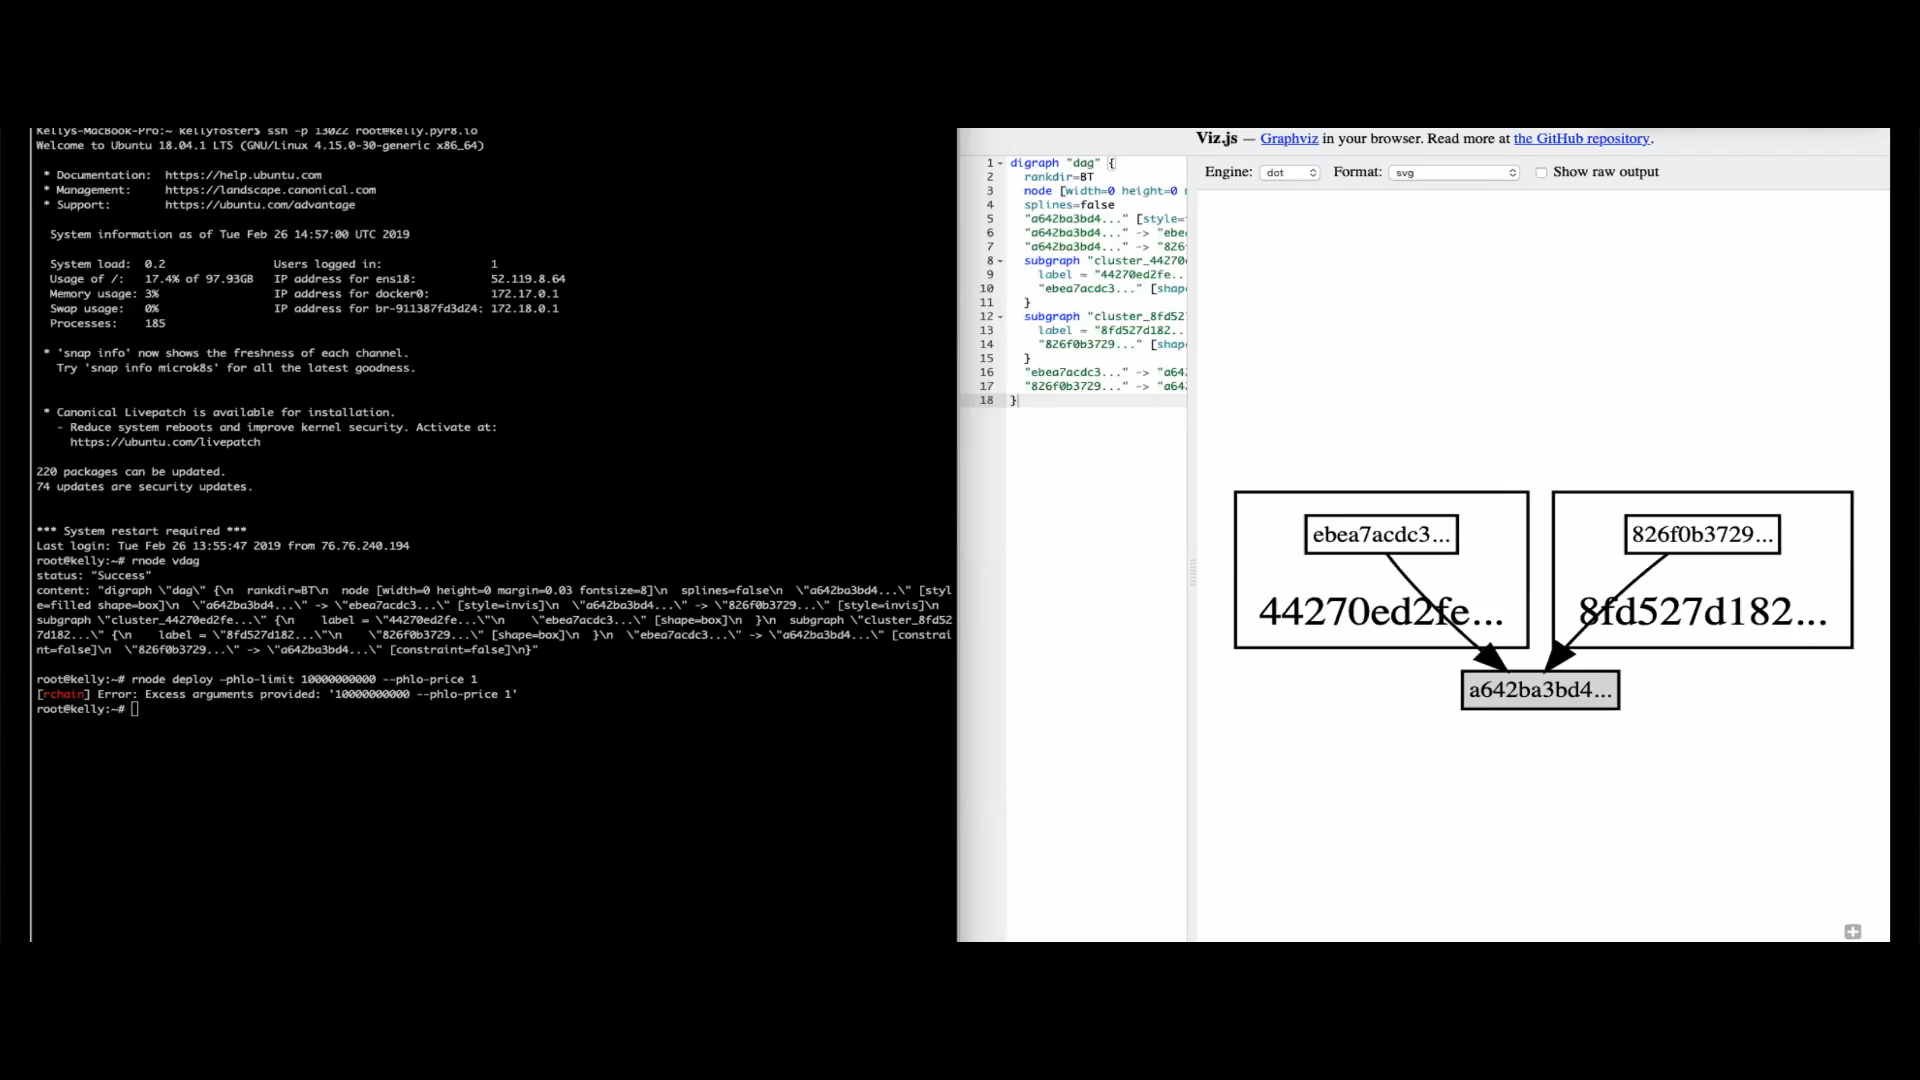 Kellys-MacBook-Pro:~ kellyfoster$ ssh -p 13022 root@kelly.pyr8.io
Welcome to Ubuntu 18.04.1 LTS (GNU/Linux 4.15.0-30-generic x86_64)
* Documentation:  https://help.ubuntu.com
* Management:     https://landscape.canonical.com
* Support:        https://ubuntu.com/advantage
System information as of Tue Feb 26 14:57:00 UTC 2019
System load:  0.2                Users logged in:                1
Usage of /:   17.4% of 97.93GB   IP address for ens18:           52.119.8.64
Memory usage: 3%                 IP address for docker0:         172.17.0.1
Swap usage:   0%                 IP address for br-911387fd3d24: 172.18.0.1
Processes:    185
* 'snap info' now shows the freshness of each channel.
Try 'snap info microk8s' for all the latest goodness.
* Canonical Livepatch is available for installation.
- Reduce system reboots and improve kernel security. Activate at:
https://ubuntu.com/livepatch
220 packages can be updated.
74 updates are security updates.
*** System restart required ***
Last login: Tue Feb 26 13:55:47 2019 from 76.76.240.194
root@kelly:~# rnode vdag
status: "Success"
content: "digraph \"dag\" {\n  rankdir=BT\n  node [width=0 height=0 margin=0.03 fontsize=8]\n  splines=false\n  \"a642ba3bd4...\" [styl
e=filled shape=box]\n  \"a642ba3bd4...\" -> \"ebea7acdc3...\" [style=invis]\n  \"a642ba3bd4...\" -> \"826f0b3729...\" [style=invis]\n
subgraph \"cluster_44270ed2fe...\" {\n    label = \"44270ed2fe...\"\n    \"ebea7acdc3...\" [shape=box]\n  }\n  subgraph \"cluster_8fd52
7d182...\" {\n    label = \"8fd527d182...\"\n    \"826f0b3729...\" [shape=box]\n  }\n  \"ebea7acdc3...\" -> \"a642ba3bd4...\" [constrai
nt=false]\n  \"826f0b3729...\" -> \"a642ba3bd4...\" [constraint=false]\n}"
root@kelly:~# rnode deploy —phlo-limit 10000000000 --phlo-price 1
[rchain] Error: Excess arguments provided: '10000000000 --phlo-price 1'
root@kelly:~#
Viz.js — Graphviz in your browser. Read more at the GitHub repository.
Engine: dot Format: svg Show raw output
1 digraph "dag" {
2 rankdir=BT
3 node [width=0 height=0 m
4 splines=false
5 "a642ba3bd4..." [style=
6 "a642ba3bd4..." -> "ebe
7 "a642ba3bd4..." -> "826
8 subgraph "cluster_44270
9 label = "44270ed2fe..
10 "ebea7acdc3..." [shap
11 }
12 subgraph "cluster_8fd52
13 label = "8fd527d182..
14 "826f0b3729..." [shap
15 }
16 "ebea7acdc3..." -> "a64
17 "826f0b3729..." -> "a64
18 }
ebea7acdc3...
826f0b3729...
44270ed2fe...
8fd527d182...
a642ba3bd4...